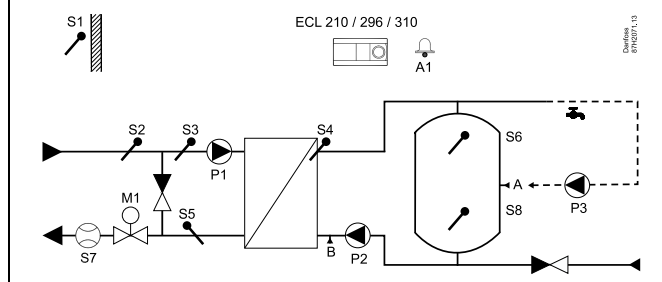 S1
ECL 210 / 296 / 310
A1
Danfoss
87H2071.13
S2
S3
P1
S4
S6
A
P3
S8
M1
S5
S7
B
P2